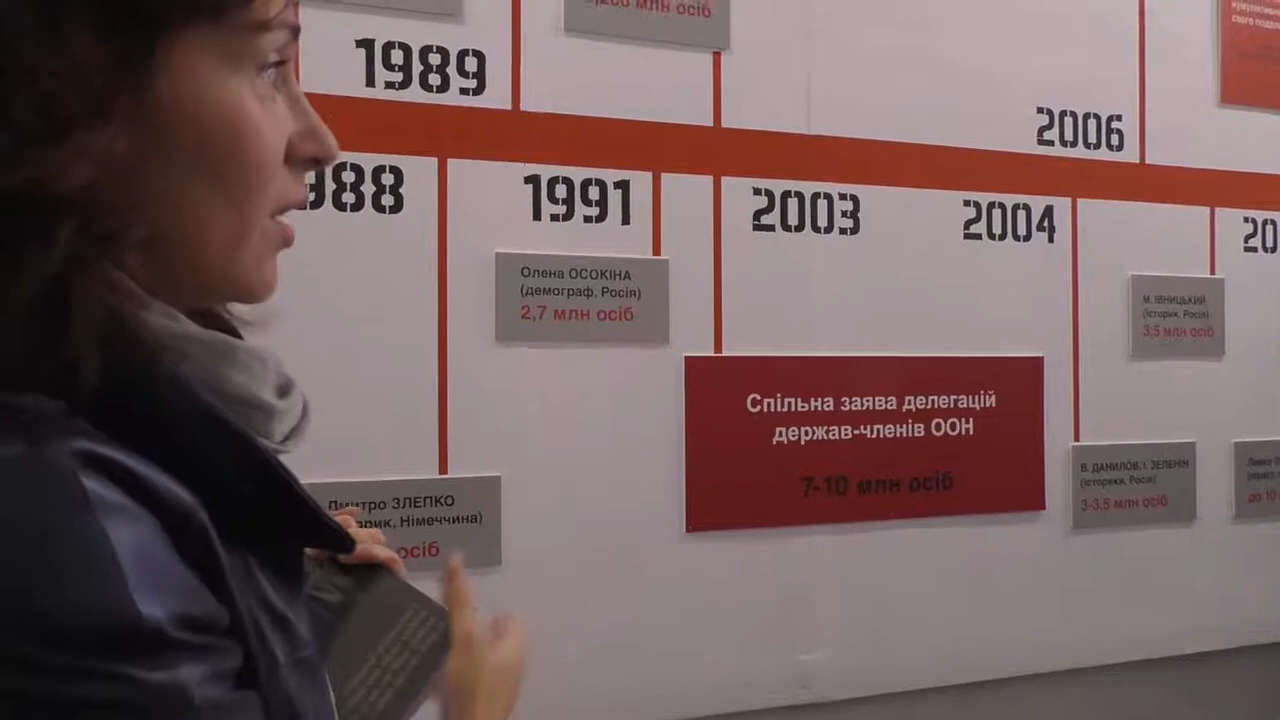 осіб
1989
2006
988
1991
2003
2004
20
Олена ОСОКІНА
(демограф, Росія)
2,7 млн осіб
М. ІВНИЦЬКИЙ
(історик, Росія)
3,5 млн осіб
Спільна заява делегацій
держав-членів ООН
7-10 млн осіб
В. ДАНИЛОВ, І. ЗЕЛЕНІН
(історики, Росія)
3-3,5 млн осіб
до 10
Дмитро ЗЛЕПКО
орик, Німеччина)
осіб